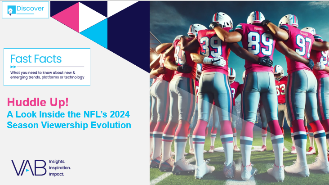 Discover
Fast Facts
What you need to know about new &
emerging trends, platforms or technology
Huddle Up!
A Look Inside the NFL's 2024
Season Viewership Evolution
VAB
Insights.
Inspiration.
Impact.
39
89
97